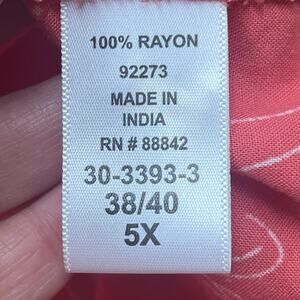 100% RAYON
92273
MADE IN
INDIA
RN # 88842
30-3393-3
38/40
5X